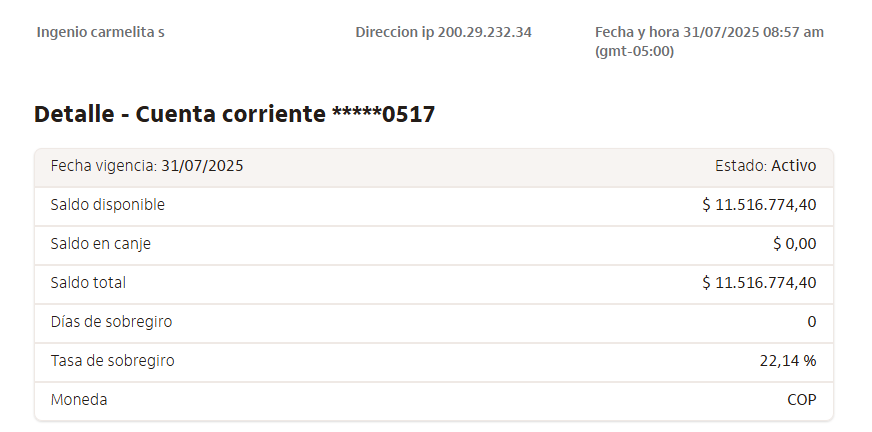 Ingenio carmelita s
Direccion ip 200.29.232.34
Fecha y hora 31/07/2025 08:57 am
(gmt-05:00)
Detalle - Cuenta corriente *****0517
Fecha vigencia: 31/07/2025 Estado: Activo
Saldo disponible $ 11.516.774,40
Saldo en canje $ 0,00
Saldo total $ 11.516.774,40
Días de sobregiro 0
Tasa de sobregiro 22,14 %
Moneda COP